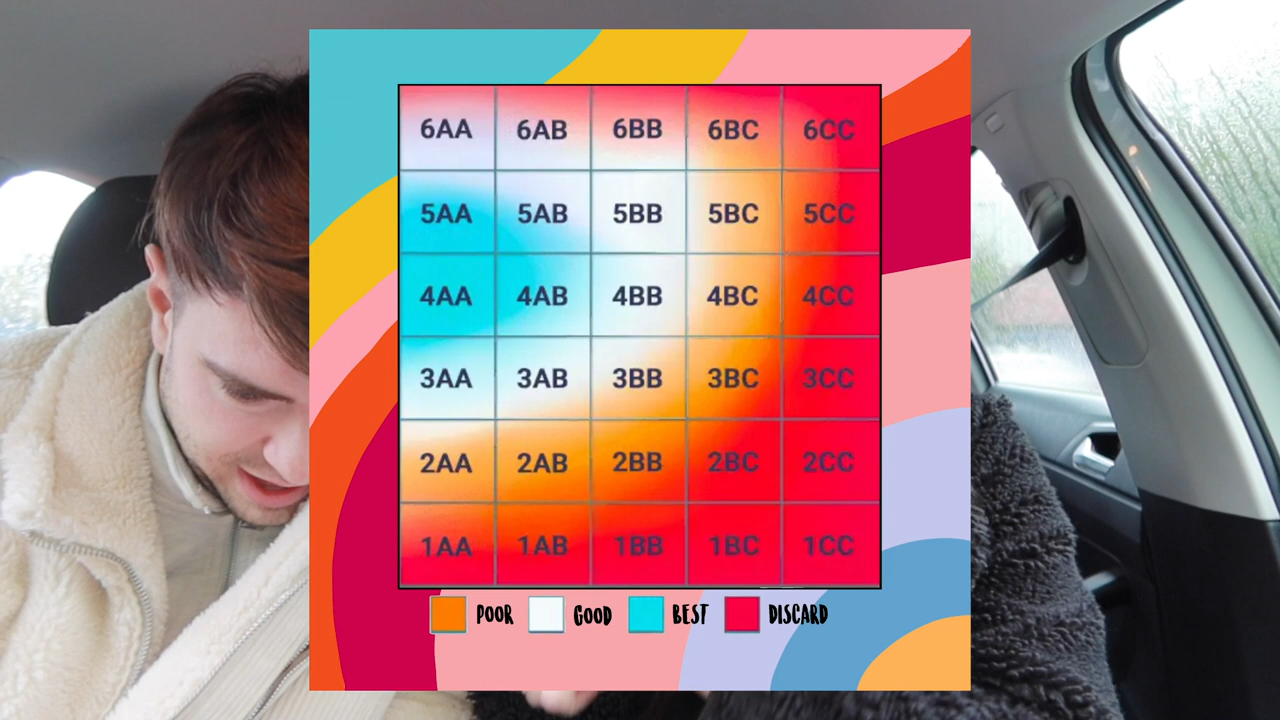 6AA 6AB 6BB 6BC 6CC
5AA 5AB 5BB 5BC 5CC
4AA 4AB 4BB 4BC 4CC
3AA 3AB 3BB 3BC 3CC
2AA 2AB 2BB 2BC 2CC
1AA 1AB 1BB 1BC 1CC
POOR GOOD BEST DISCARD